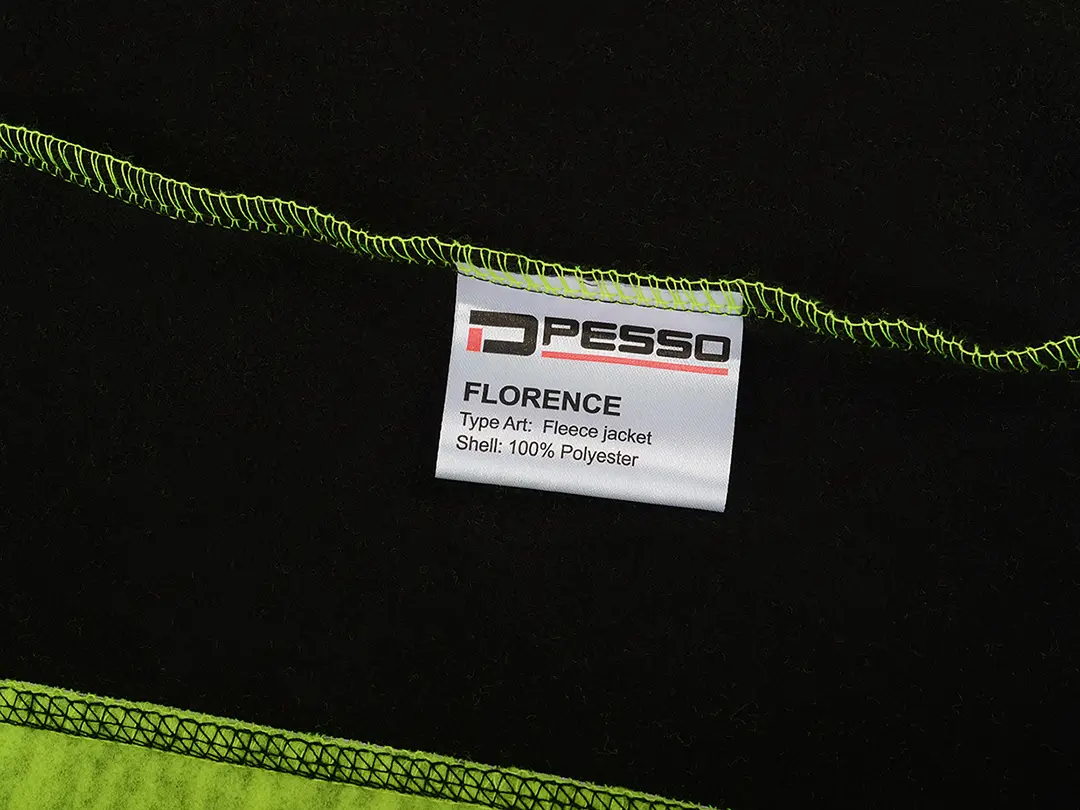 PESSO
FLORENCE
Type Art: Fleece jacket
Shell: 100% Polyester